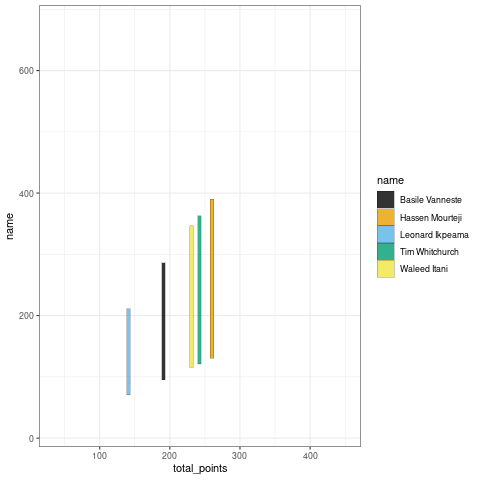 600
400
200
0
name
100
200
300
400
total_points
name
Basile Vanneste
Hassen Mourteji
Leonard Ikpeama
Tim Whitchurch
Waleed Itani